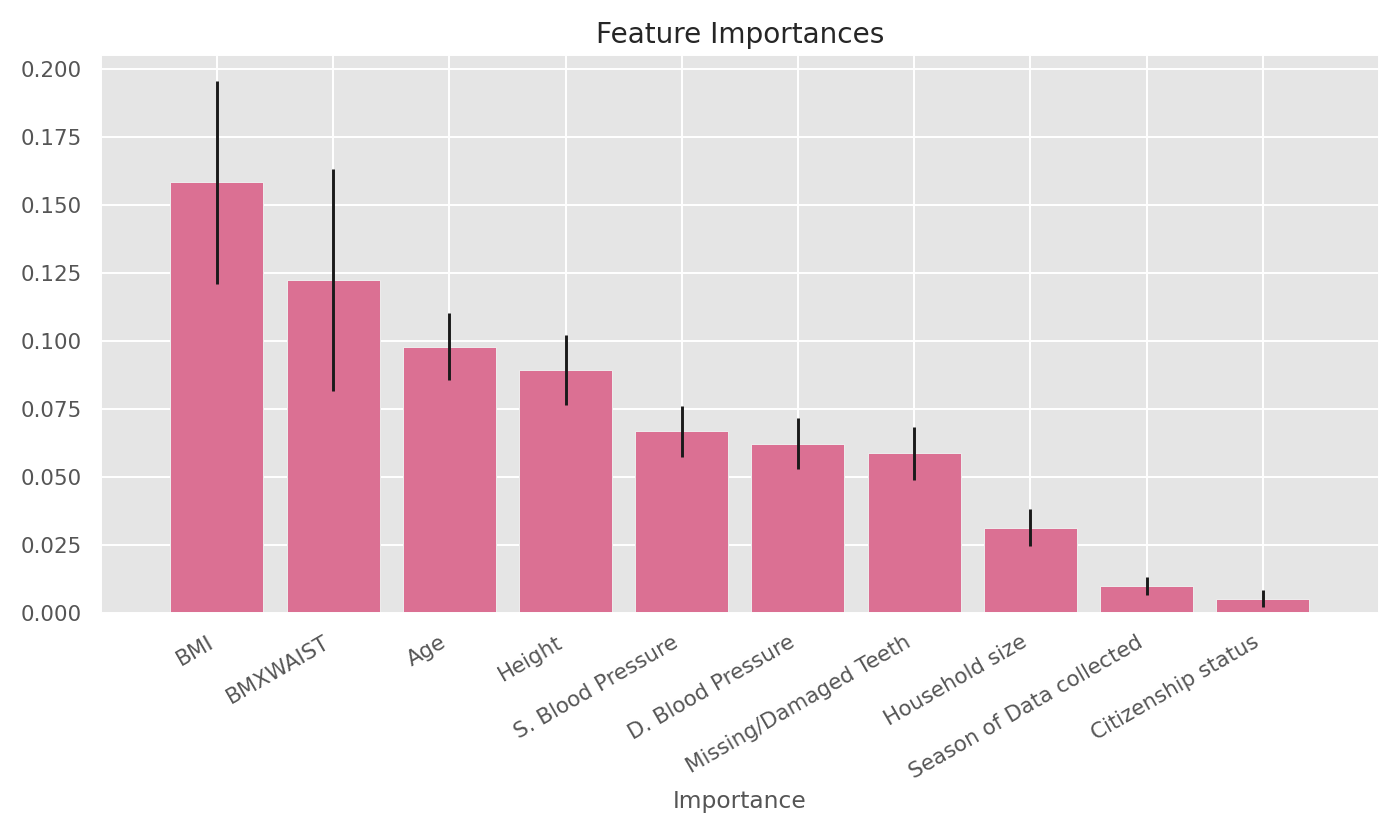 Feature Importances
0.200
0.175
0.150
0.125
0.100
0.075
0.050
0.025
0.000
BMI
BMXWAIST
Age
Height
S. Blood Pressure
D. Blood Pressure
Missing/Damaged Teeth
Household size
Season of Data collected
Citizenship status
Importance